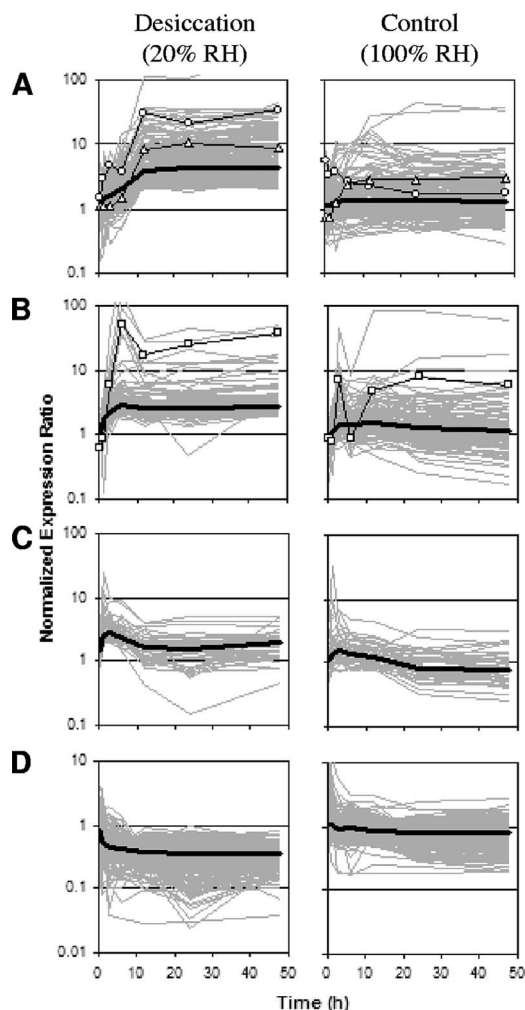 Desiccation
(20% RH)
Control
(100% RH)
A
100
10
1
0.1
B
100
10
1
0.1
Normalized Expression Ratio
C
100
10
1
0.1
D
10
1
0.1
0.01
0 10 20 30 40 50
0 10 20 30 40 50
Time (h)